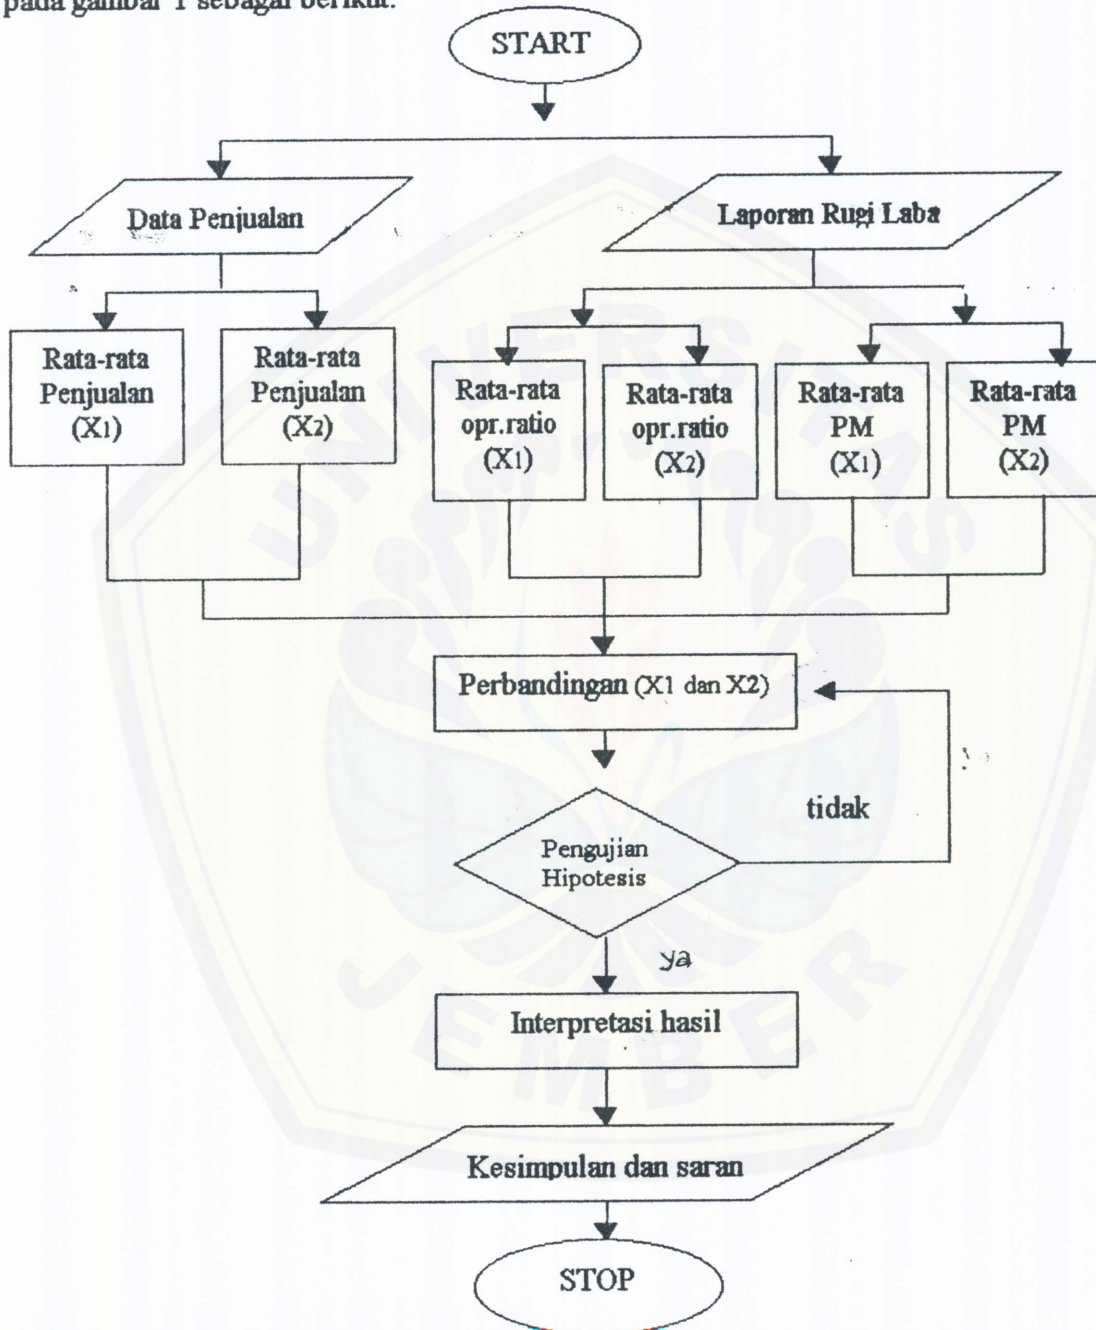 pada gambar 1 sebagai berikut:
START
Data Penjualan
Laporan Rugi Laba
Rata-rata
Penjualan
(X1)
Rata-rata
Penjualan
(X2)
Rata-rata
opr.ratio
(X1)
Rata-rata
opr.ratio
(X2)
Rata-rata
PM
(X1)
Rata-rata
PM
(X2)
Perbandingan (X1 dan X2)
tidak
Pengujian
Hipotesis
ya
Interpretasi hasil
Kesimpulan dan saran
STOP
UNIVERSITAS
JEMBER